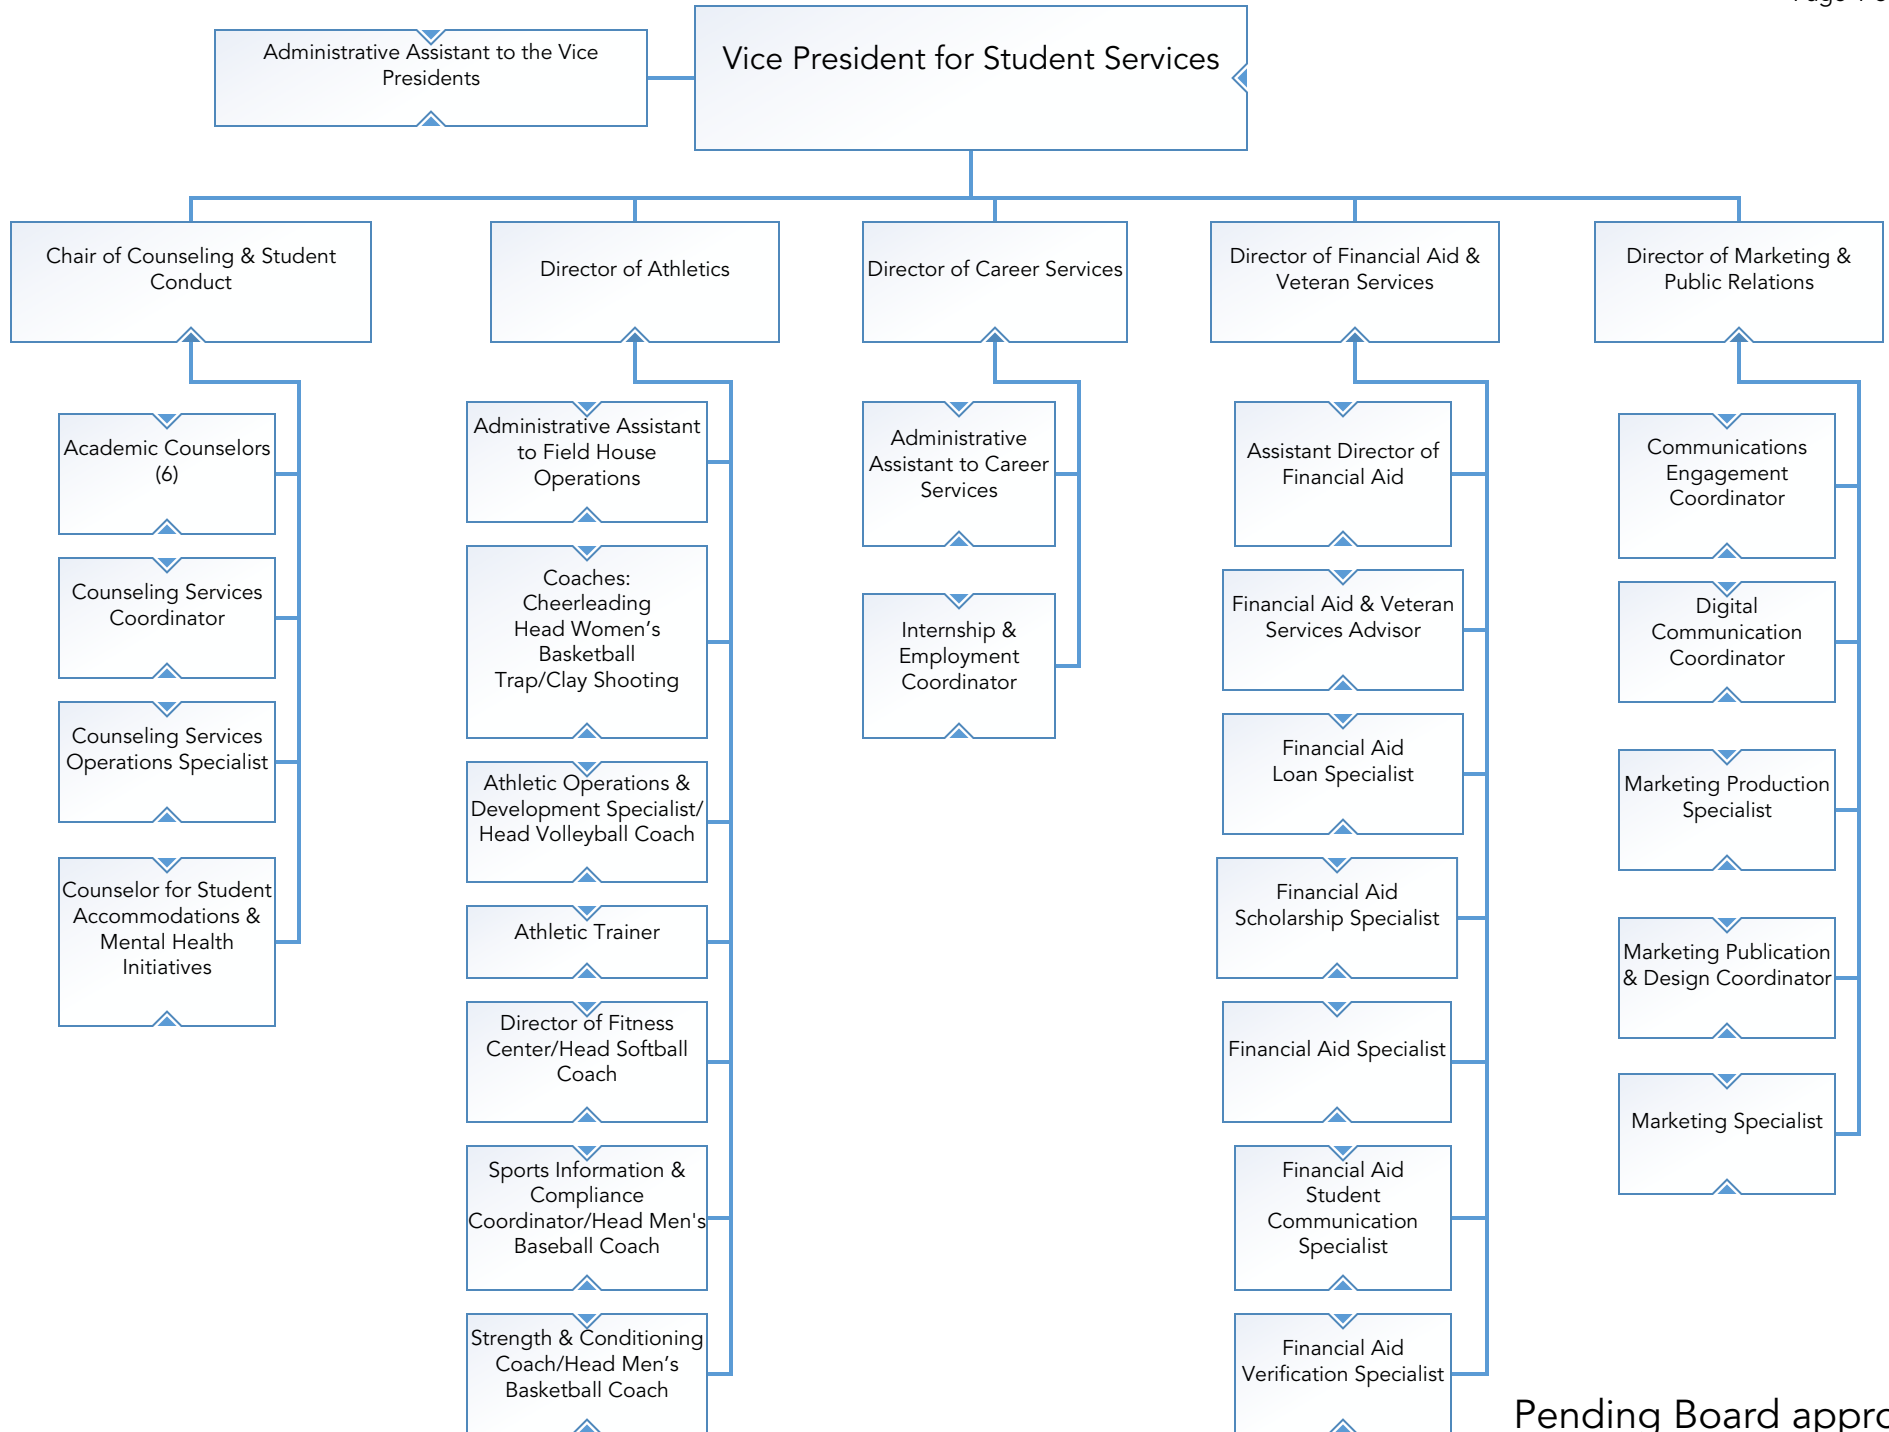 Page
Administrative Assistant to the Vice
Presidents
Vice President for Student Services
Chair of Counseling & Student
Conduct
Director of Athletics
Director of Career Services
Director of Financial Aid &
Veteran Services
Director of Marketing &
Public Relations
Academic Counselors
(6)
Counseling Services
Coordinator
Counseling Services
Operations Specialist
Counselor for Student
Accommodations &
Mental Health
Initiatives
Administrative Assistant
to Field House
Operations
Coaches:
Cheerleading
Head Women’s
Basketball
Trap/Clay Shooting
Athletic Operations &
Development Specialist/
Head Volleyball Coach
Athletic Trainer
Director of Fitness
Center/Head Softball
Coach
Sports Information &
Compliance
Coordinator/Head Men's
Baseball Coach
Strength & Conditioning
Coach/Head Men’s
Basketball Coach
Administrative
Assistant to Career
Services
Internship &
Employment
Coordinator
Assistant Director of
Financial Aid
Financial Aid & Veteran
Services Advisor
Financial Aid
Loan Specialist
Financial Aid
Scholarship Specialist
Financial Aid Specialist
Financial Aid
Student
Communication
Specialist
Financial Aid
Verification Specialist
Communications
Engagement
Coordinator
Digital
Communication
Coordinator
Marketing Production
Specialist
Marketing Publication
& Design Coordinator
Marketing Specialist
Pending Board appro